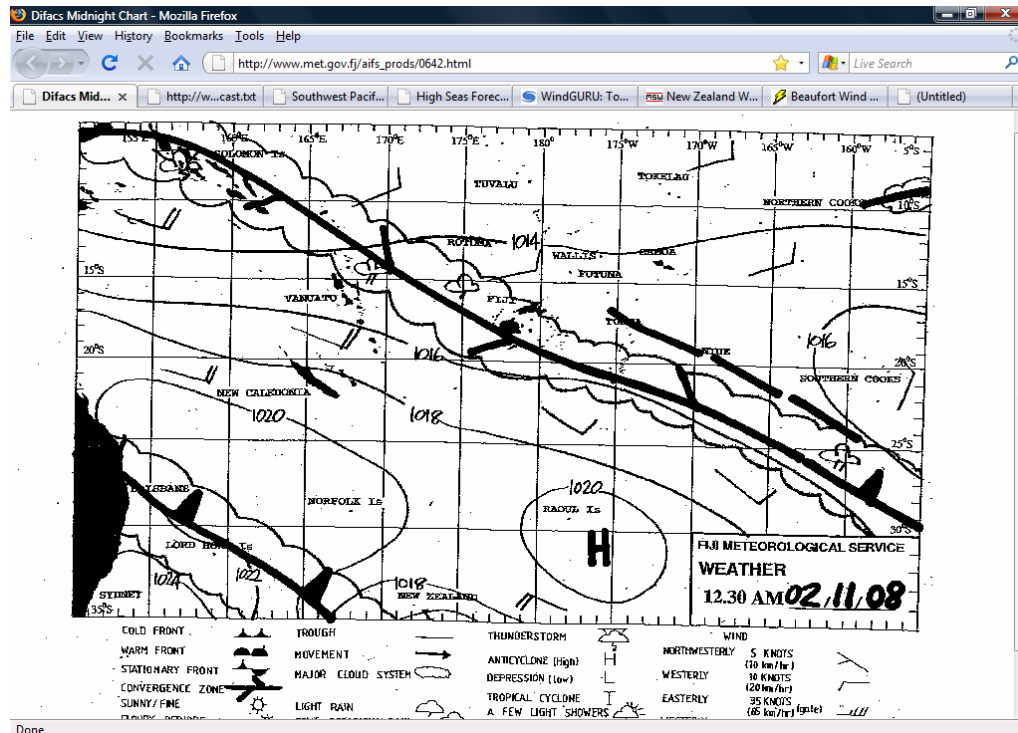 Difacs Midnight Chart - Mozilla Firefox
File Edit View History Bookmarks Tools Help
http://www.met.gov.fj/aifs_prods/0642.html
Live Search
Difacs Mid... × http://w...cast.txt Southwest Pacif... High Seas Forec... WindGURU: To... New Zealand W... Beaufort Wind ... (Untitled)
155°E 160°E 165°E 170°E 175°E 180° 175°W 170°W 165°W 160°W 5°S
SOLOMON Is
TUVALU
TOKELAU
NORTHERN COOKS
10°S
ROTUMA
1014
WALLIS
FUTUNA
15°S
15°S
VANUATU
FIJI
TONGA
1016
NIUE
1016
20°S
20°S
SOUTHERN COOKS
NEW CALEDONIA
1018
1020
25°S
BRISBANE
NORFOLK Is
1020
RAOUL Is
30°S
H
LORD HOWE Is
1024
1022
1018
SYDNEY
NEW ZEALAND
35°S
FIJI METEOROLOGICAL SERVICE
WEATHER
12.30 AM 02/11/08
COLD FRONT
WARM FRONT
STATIONARY FRONT
CONVERGENCE ZONE
SUNNY/FINE
TROUGH
MOVEMENT
MAJOR CLOUD SYSTEM
LIGHT RAIN
THUNDERSTORM
ANTICYCLONE (High) H
DEPRESSION (low) L
TROPICAL CYCLONE
A FEW LIGHT SHOWERS
WIND
NORTHWESTERLY 5 KNOTS
(10 km/hr)
WESTERLY 10 KNOTS
(20km/hr)
EASTERLY 35 KNOTS
(65 km/hr) (gale)
Done